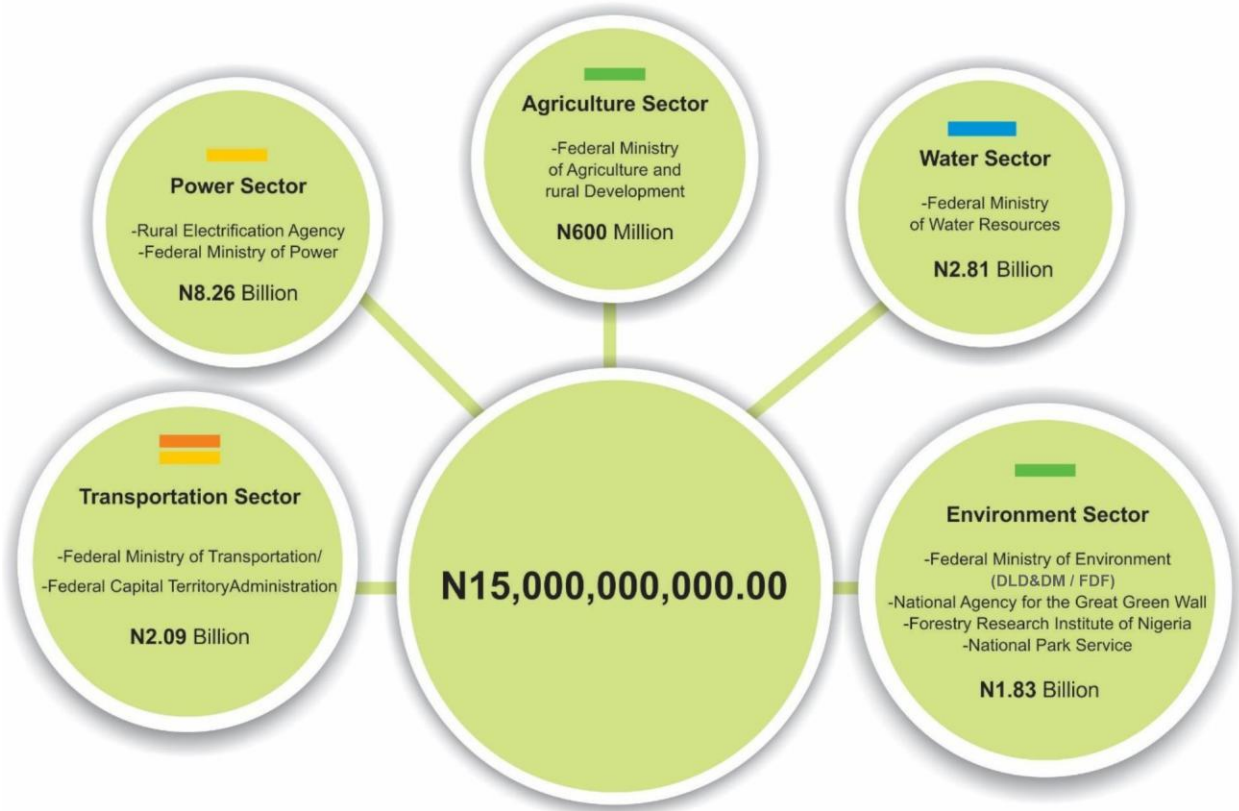 Agriculture Sector
-Federal Ministry
of Agriculture and
rural Development
N600 Million
Power Sector
-Rural Electrification Agency
-Federal Ministry of Power
N8.26 Billion
Water Sector
-Federal Ministry
of Water Resources
N2.81 Billion
Transportation Sector
-Federal Ministry of Transportation/
-Federal Capital TerritoryAdministration
N2.09 Billion
N15,000,000,000.00
Environment Sector
-Federal Ministry of Environment
(DLD&DM / FDF)
-National Agency for the Great Green Wall
-Forestry Research Institute of Nigeria
-National Park Service
N1.83 Billion